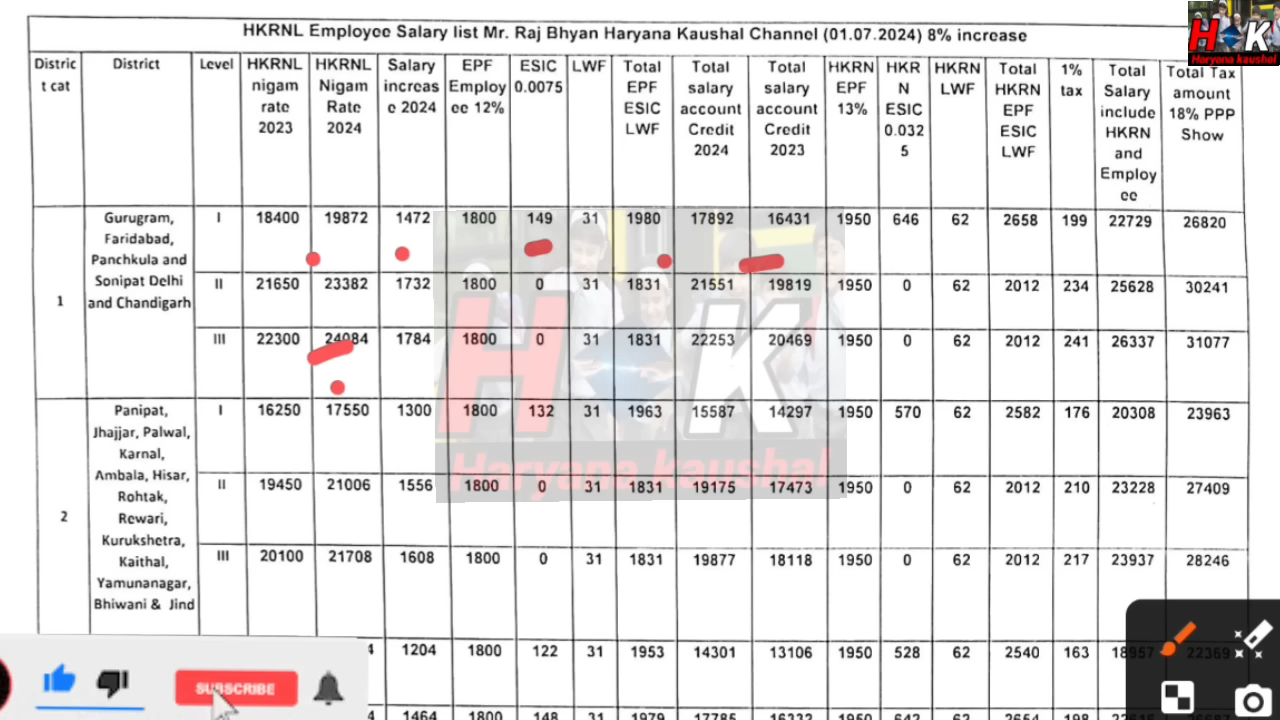 HKRNL Employee Salary list Mr. Raj Bhyan Haryana Kaushal Channel (01.07.2024) 8% increase
H K
Haryana kaushal
District cat | District | Level | HKRNL nigam rate 2023 | HKRNL Nigam Rate 2024 | Salary increase 2024 | EPF Employee 12% | ESIC 0.0075 | LWF | Total EPF ESIC LWF | Total salary account Credit 2024 | Total salary account Credit 2023 | HKRN EPF 13% | HKRN ESIC 0.0325 | HKRN LWF | Total HKRN EPF ESIC LWF | 1% tax | Total Salary include HKRN and Employee | Total Tax amount 18% PPP Show
1 | Gurugram, Faridabad, Panchkula and Sonipat Delhi and Chandigarh | I | 18400 | 19872 | 1472 | 1800 | 149 | 31 | 1980 | 17892 | 16431 | 1950 | 646 | 62 | 2658 | 199 | 22729 | 26820
II | 21650 | 23382 | 1732 | 1800 | 0 | 31 | 1831 | 21551 | 19819 | 1950 | 0 | 62 | 2012 | 234 | 25628 | 30241
III | 22300 | 24084 | 1784 | 1800 | 0 | 31 | 1831 | 22253 | 20469 | 1950 | 0 | 62 | 2012 | 241 | 26337 | 31077
2 | Panipat, Jhajjar, Palwal, Karnal, Ambala, Hisar, Rohtak, Rewari, Kurukshetra, Kaithal, Yamunanagar, Bhiwani & Jind | I | 16250 | 17550 | 1300 | 1800 | 132 | 31 | 1963 | 15587 | 14297 | 1950 | 570 | 62 | 2582 | 176 | 20308 | 23963
II | 19450 | 21006 | 1556 | 1800 | 0 | 31 | 1831 | 19175 | 17473 | 1950 | 0 | 62 | 2012 | 210 | 23228 | 27409
III | 20100 | 21708 | 1608 | 1800 | 0 | 31 | 1831 | 19877 | 18118 | 1950 | 0 | 62 | 2012 | 217 | 23937 | 28246
H K
Haryana kaushal
4 | 1204 | 1800 | 122 | 31 | 1953 | 14301 | 13106 | 1950 | 528 | 62 | 2540 | 163 | 18957 | 22369
SUBSCRIBE
4 | 1464 | 1800 | 148 | 31 | 1979 | 17785 | 16332 | 1950 | 642 | 62 | 2654 | 198